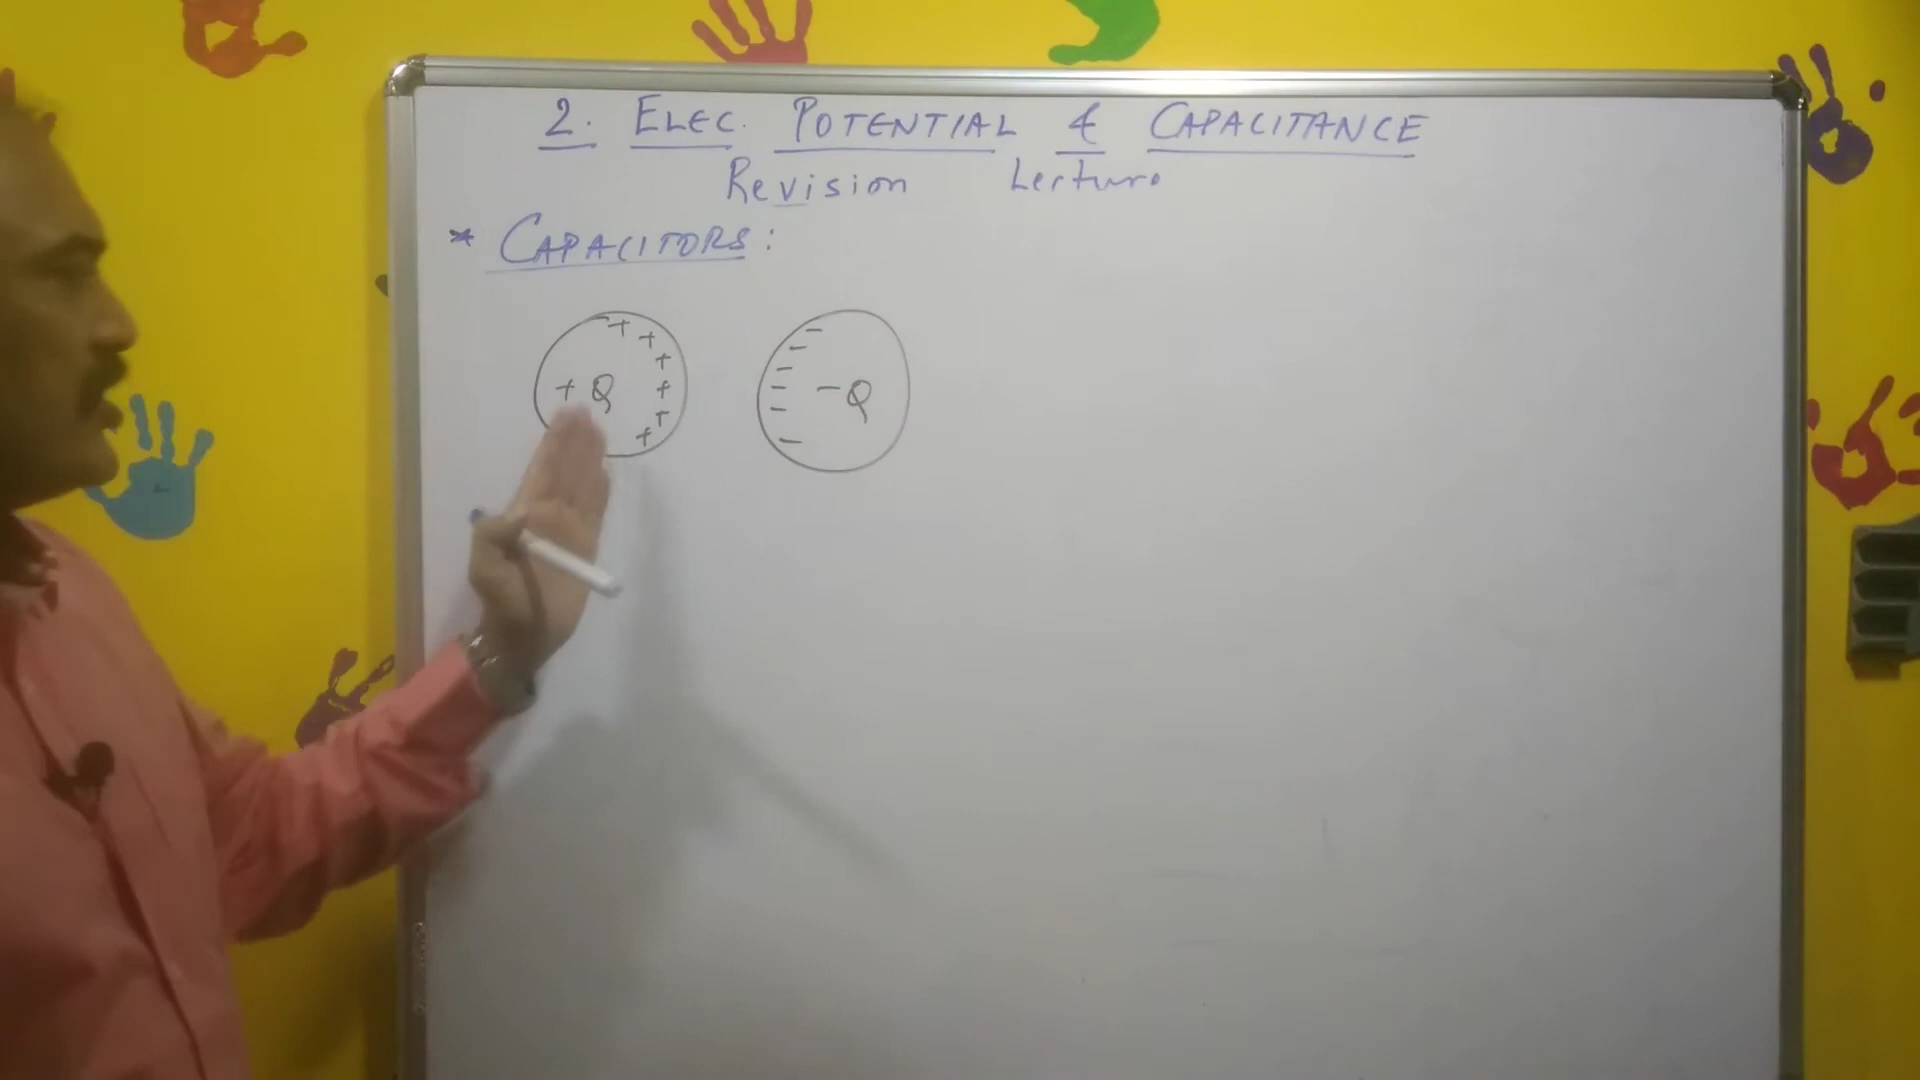 2. ELEC. POTENTIAL & CAPACITANCE
Revision Lecture
* CAPACITORS:
+Q + + + + + + - - - - - - -Q